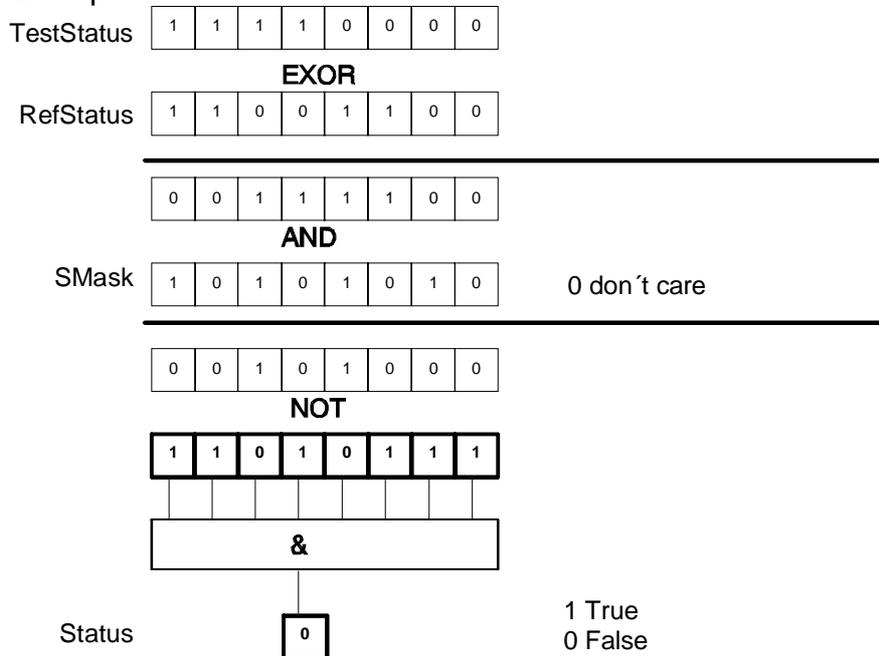 TestStatus 1 1 1 1 0 0 0 0
EXOR
RefStatus 1 1 0 0 1 1 0 0
0 0 1 1 1 1 0 0
AND
SMask 1 0 1 0 1 0 1 0 0 don´t care
0 0 1 0 1 0 0 0
NOT
1 1 0 1 0 1 1 1
&
1 True
Status 0 0 False